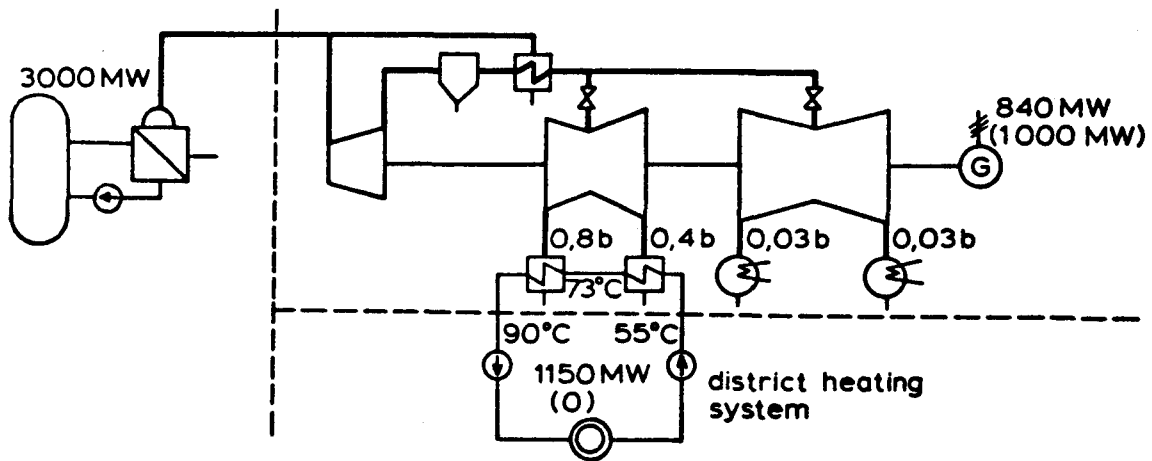 3000 MW
840 MW
(1000 MW)
G
0,8b
0,4b
0,03b
0,03b
73°C
90°C
55°C
1150 MW
(0)
district heating
system